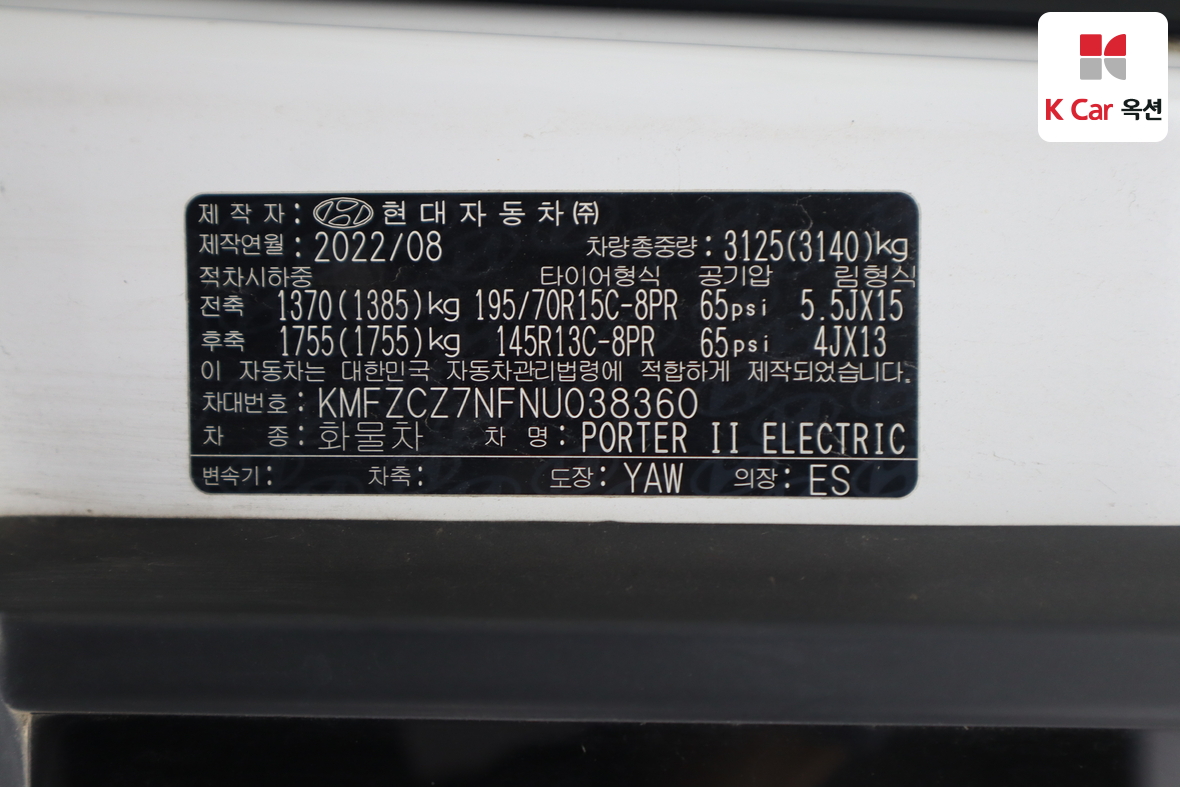 K Car 옥션
제 작 자 : 현 대 자 동 차 ㈜
제작연월 : 2022/08 차량총중량 : 3125(3140)kg
적차시하중 타이어형식 공기압 림형식
전축 1370(1385)kg 195/70R15C-8PR 65psi 5.5JX15
후축 1755(1755)kg 145R13C-8PR 65psi 4JX13
이 자동차는 대한민국 자동차관리법령에 적합하게 제작되었습니다.
차대번호 : KMFZCZ7NFNU038360
차 종 : 화물차 차 명 : PORTER II ELECTRIC
변속기 : 차축 : 도장 : YAW 의장 : ES